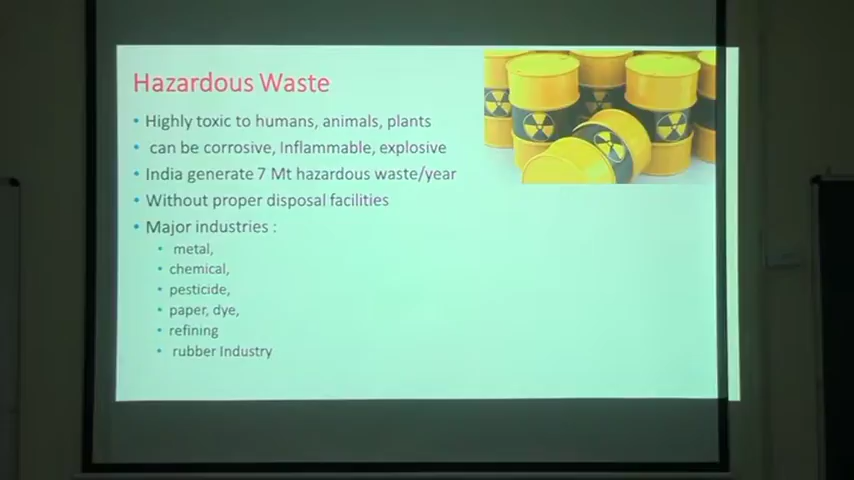 Hazardous Waste
• Highly toxic to humans, animals, plants
• can be corrosive, Inflammable, explosive
• India generate 7 Mt hazardous waste/year
• Without proper disposal facilities
• Major industries :
• metal,
• chemical,
• pesticide,
• paper, dye,
• refining
• rubber Industry